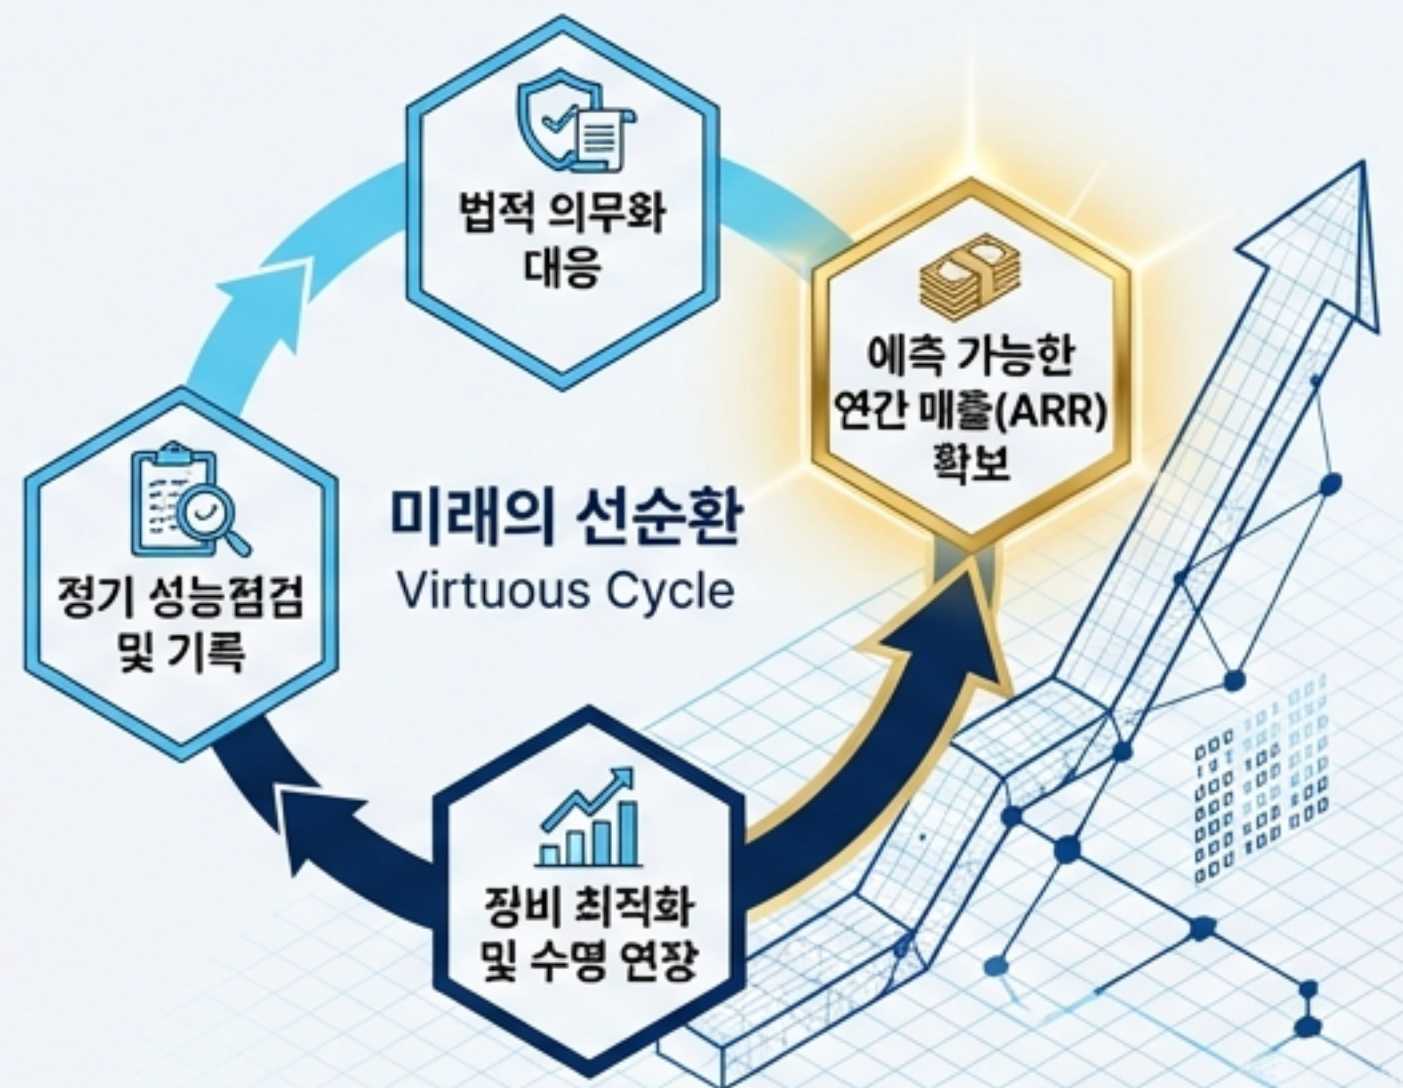 법적 의무화
대응
예측 가능한
연간 매출(ARR)
확보
미래의 선순환
Virtuous Cycle
정기 성능점검
및 기록
장비 최적화
및 수명 연장